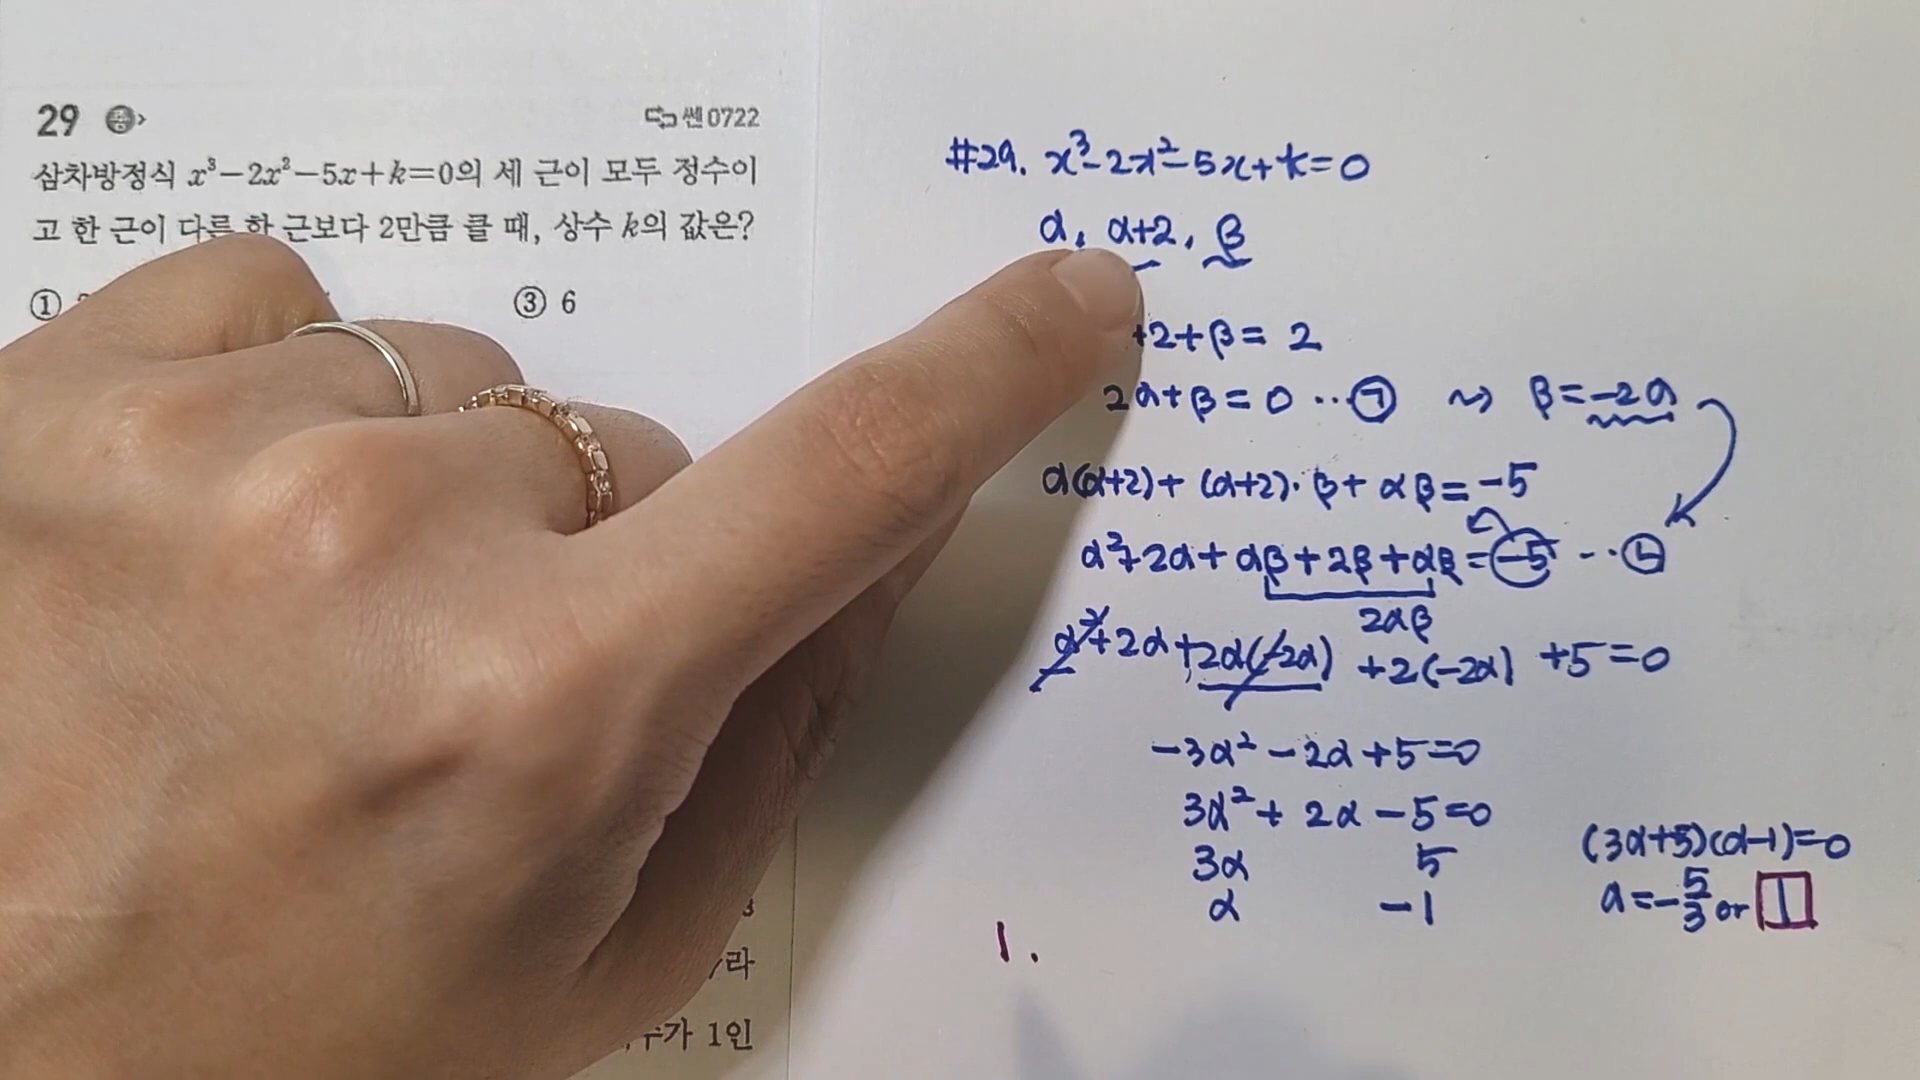 29 중
쎈 0722
삼차방정식 x³-2x²-5x+k=0의 세 근이 모두 정수이
고 한 근이 다른 한 근보다 2만큼 클 때, 상수 k의 값은?
① ③ 6
라
가 1인
#29. x³-2x²-5x+k=0
α, α+2, β
+2+β=2
2α+β=0 ··㉠ ⇝ β=-2α
α(α+2)+(α+2)·β+αβ=-5
α²+2α+αβ+2β+αβ=-5 ··㉡
2αβ
α²+2α+2α(-2α)+2(-2α)+5=0
-3α²-2α+5=0
3α²+2α-5=0
3α 5
α -1
(3α+5)(α-1)=0
α=-5/3 or 1
1.